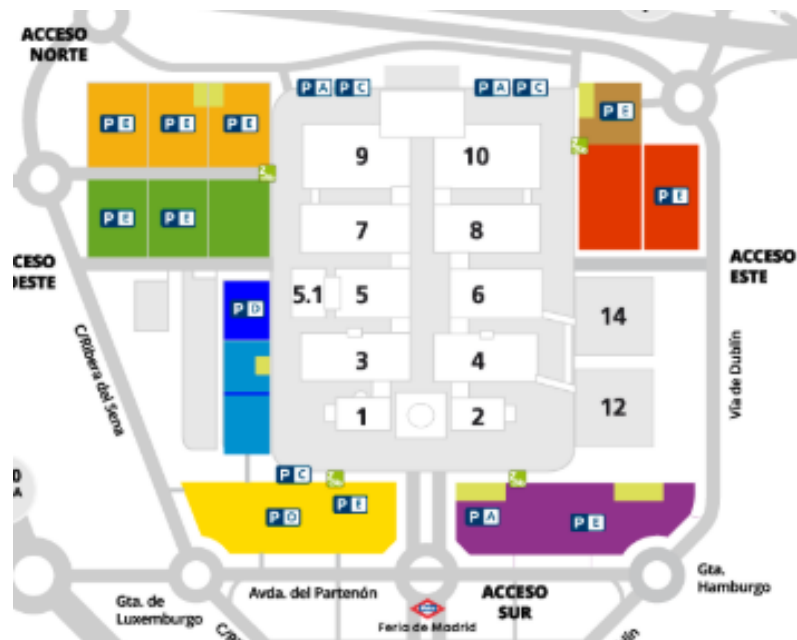 ACCESO
NORTE
P A P C
P A P C
P E
P E
P E
P E
9
10
P E
P E
P E
7
8
CESO
OESTE
ACCESO
ESTE
5.1
5
6
P D
14
C/Ribera del Sena
Vía de Dublín
3
4
1
2
12
P C
P O
P E
P A
P E
Gta. de
Luxemburgo
Avda. del Partenón
ACCESO
SUR
Gta.
Hamburgo
Feria de Madrid